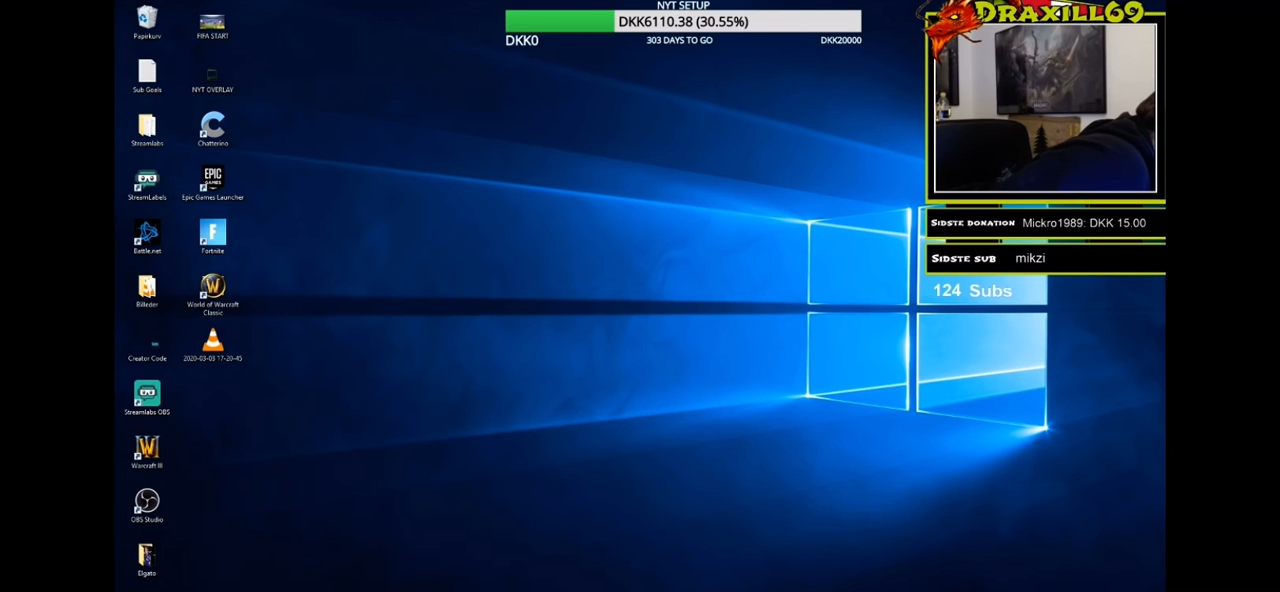 NYT SETUP
DKK6110.38 (30.55%)
DKK0
303 DAYS TO GO
DKK20000
DRAXILL69
Papirkurv
FIFA START
Sub Goals
NYT OVERLAY
Streamlabs
Chatterino
StreamLabels
EPIC
GAMES
Epic Games Launcher
Battle.net
F
Fortnite
Billeder
W
World of Warcraft
Classic
Creator Code
2020-03-03 17-20-45
Streamlabs OBS
Warcraft III
OBS Studio
Elgato
SIDSTE DONATION Mickro1989: DKK 15.00
SIDSTE SUB mikzi
124 Subs